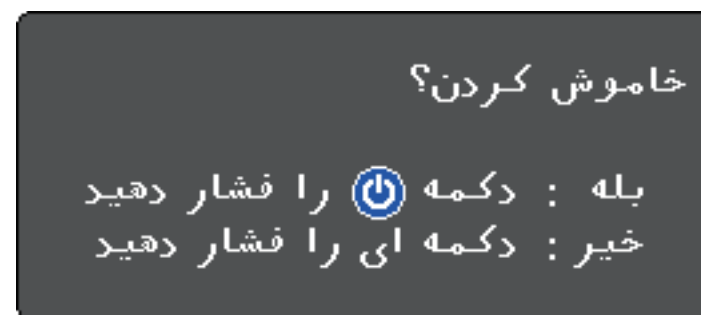 خاموش کردن؟
بله : دکمه را فشار دهید
خیر : دکمه ای را فشار دهید